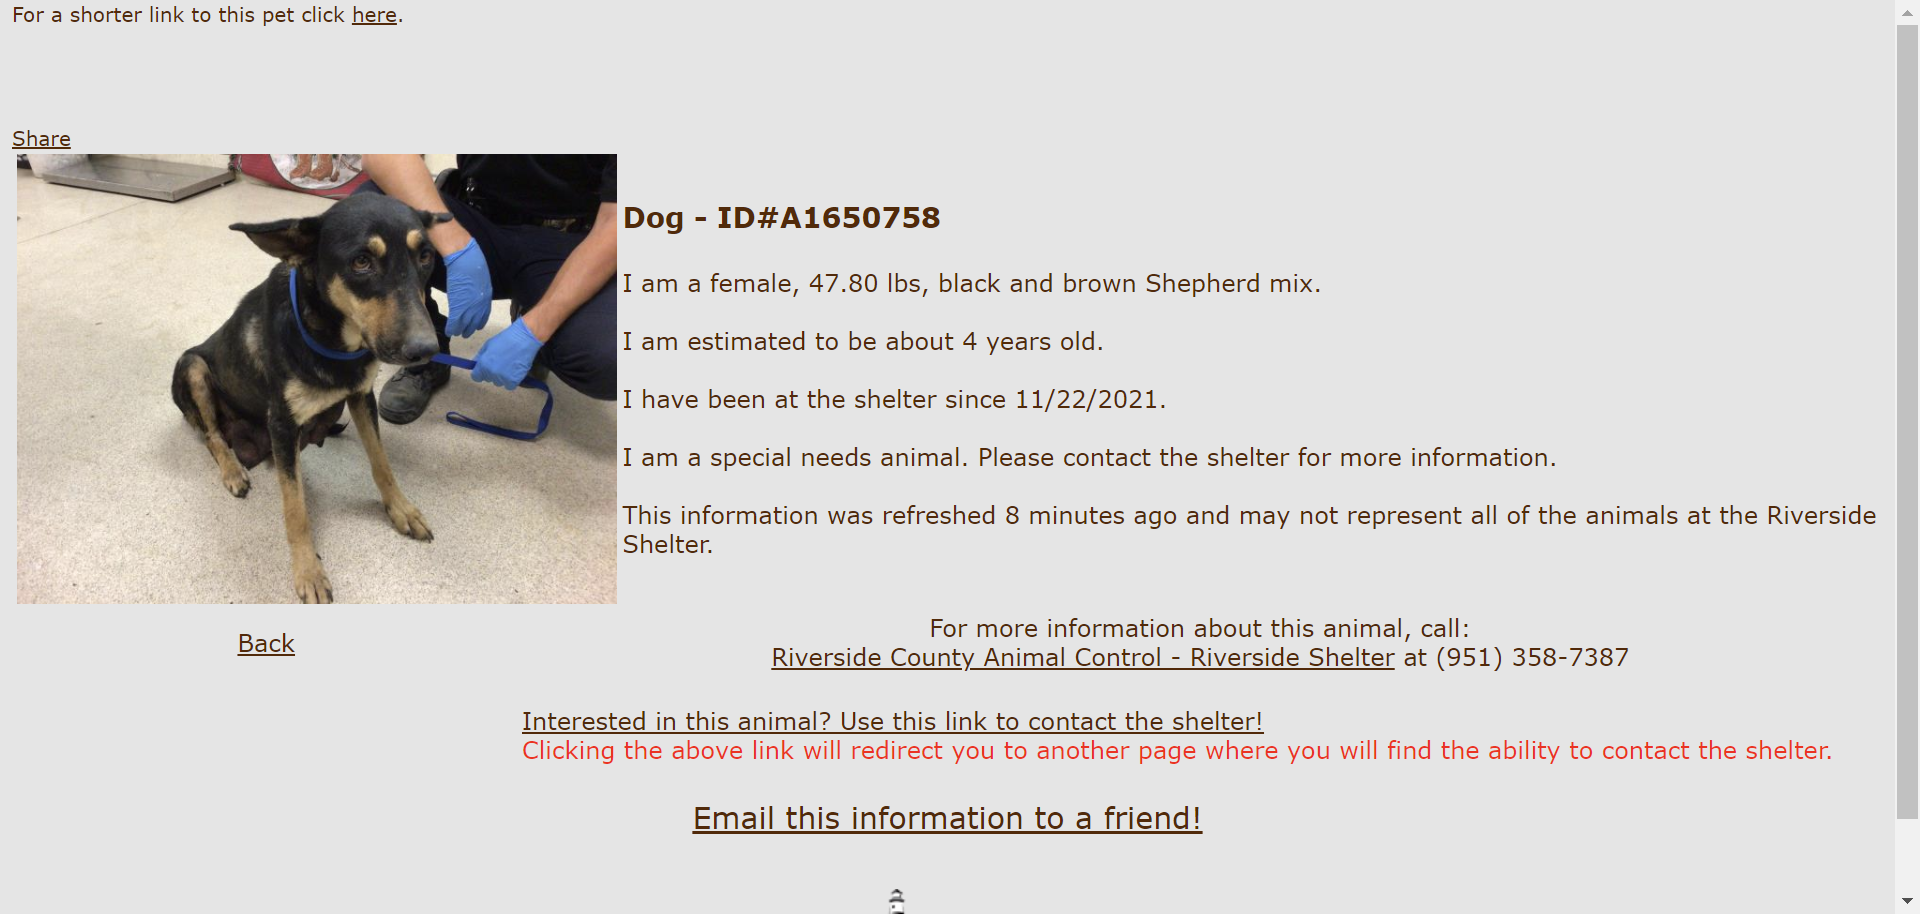 For a shorter link to this pet click here.
Share
Dog - ID#A1650758
I am a female, 47.80 lbs, black and brown Shepherd mix.
I am estimated to be about 4 years old.
I have been at the shelter since 11/22/2021.
I am a special needs animal. Please contact the shelter for more information.
This information was refreshed 8 minutes ago and may not represent all of the animals at the Riverside
Shelter.
Back
For more information about this animal, call:
Riverside County Animal Control - Riverside Shelter at (951) 358-7387
Interested in this animal? Use this link to contact the shelter!
Clicking the above link will redirect you to another page where you will find the ability to contact the shelter.
Email this information to a friend!